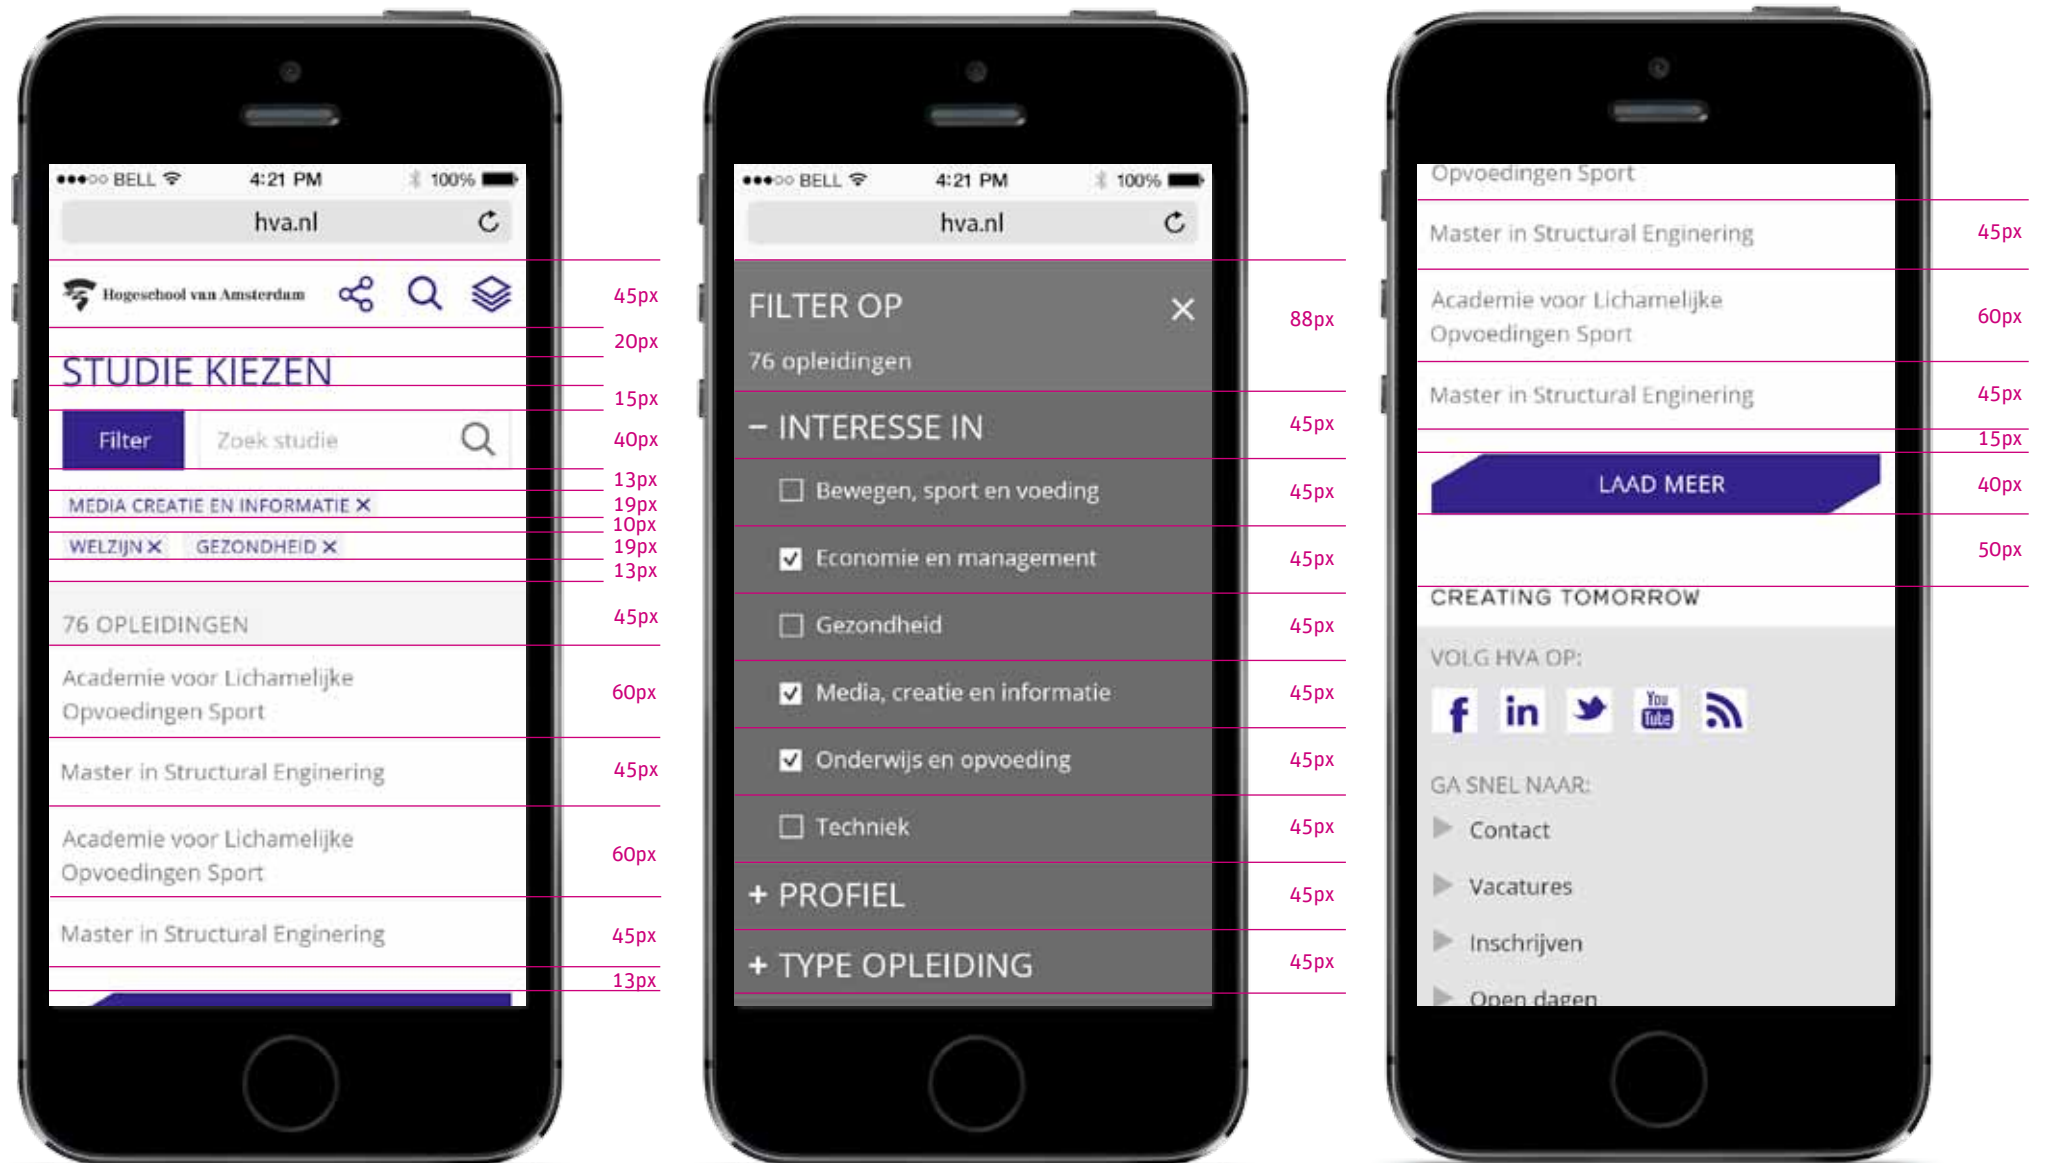 ●●●○○ BELL 4:21 PM 100%
hva.nl
Hogeschool van Amsterdam
45px
20px
STUDIE KIEZEN
15px
Filter Zoek studie
40px
13px
MEDIA CREATIE EN INFORMATIE ✕
19px
10px
WELZIJN ✕ GEZONDHEID ✕
19px
13px
76 OPLEIDINGEN
45px
Academie voor Lichamelijke
Opvoedingen Sport
60px
Master in Structural Enginering
45px
Academie voor Lichamelijke
Opvoedingen Sport
60px
Master in Structural Enginering
45px
13px
●●●○○ BELL 4:21 PM 100%
hva.nl
FILTER OP ✕
88px
76 opleidingen
– INTERESSE IN
45px
Bewegen, sport en voeding
45px
Economie en management
45px
Gezondheid
45px
Media, creatie en informatie
45px
Onderwijs en opvoeding
45px
Techniek
45px
+ PROFIEL
45px
+ TYPE OPLEIDING
45px
Opvoedingen Sport
Master in Structural Enginering
45px
Academie voor Lichamelijke
Opvoedingen Sport
60px
Master in Structural Enginering
45px
15px
LAAD MEER
40px
50px
CREATING TOMORROW
VOLG HVA OP:
f in You Tube
GA SNEL NAAR:
Contact
Vacatures
Inschrijven
Open dagen